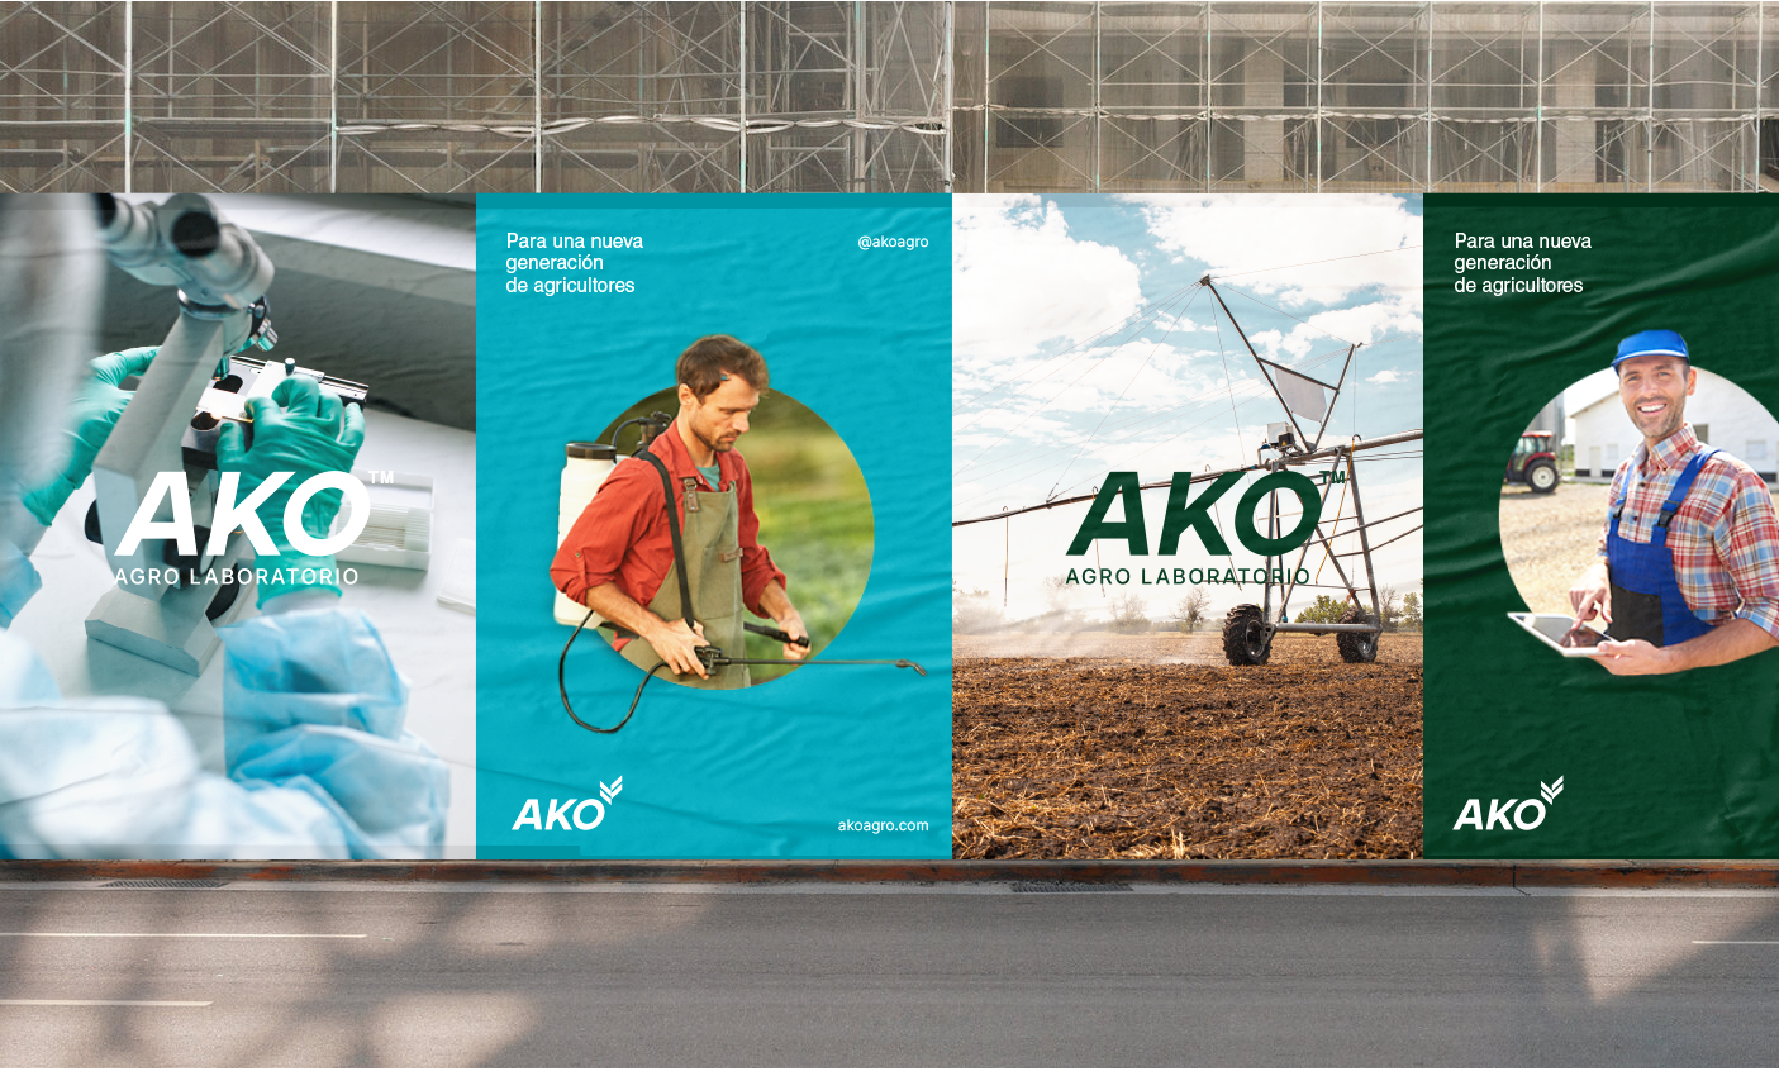 AKO™
AGRO LABORATORIO
Para una nueva
generación
de agricultores
@akoagro
AKO
akoagro.com
AKO™
AGRO LABORATORIO
Para una nueva
generación
de agricultores
AKO